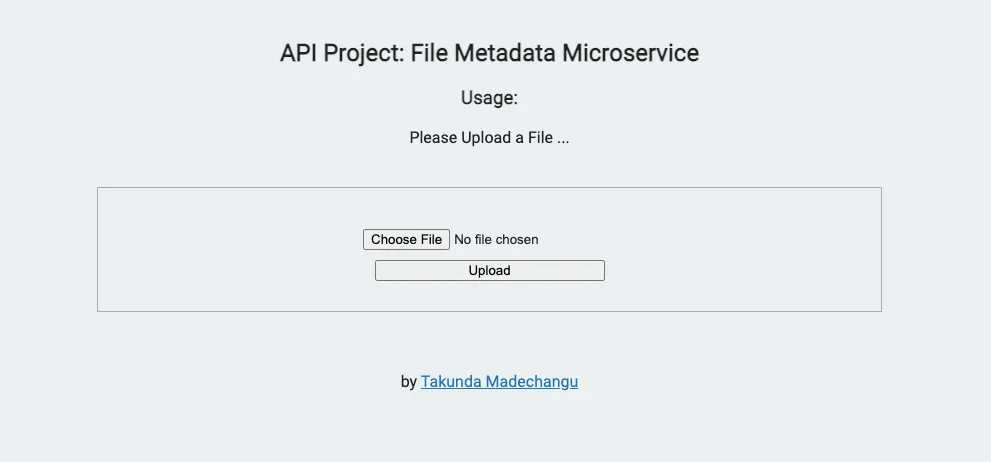 API Project: File Metadata Microservice
Usage:
Please Upload a File ...
Choose File No file chosen
Upload
by Takunda Madechangu